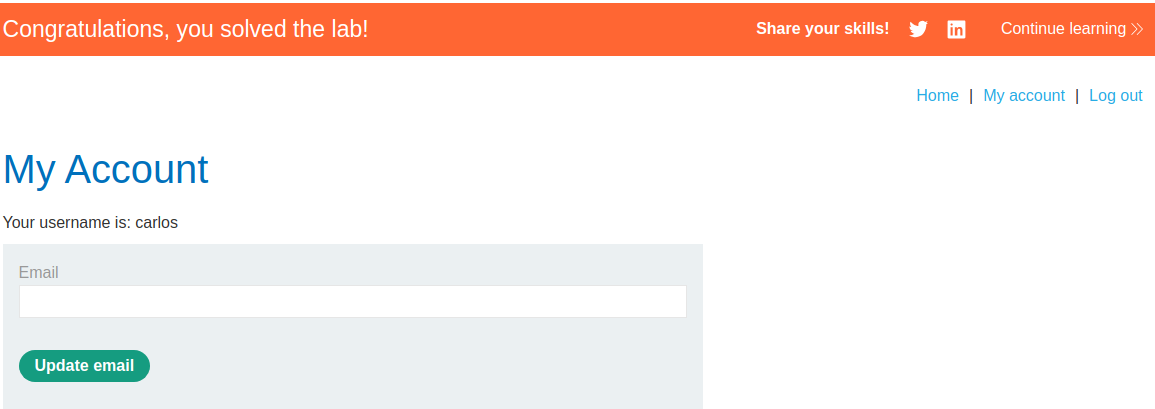 Congratulations, you solved the lab! Share your skills! Continue learning
Home | My account | Log out
My Account
Your username is: carlos
Email
Update email